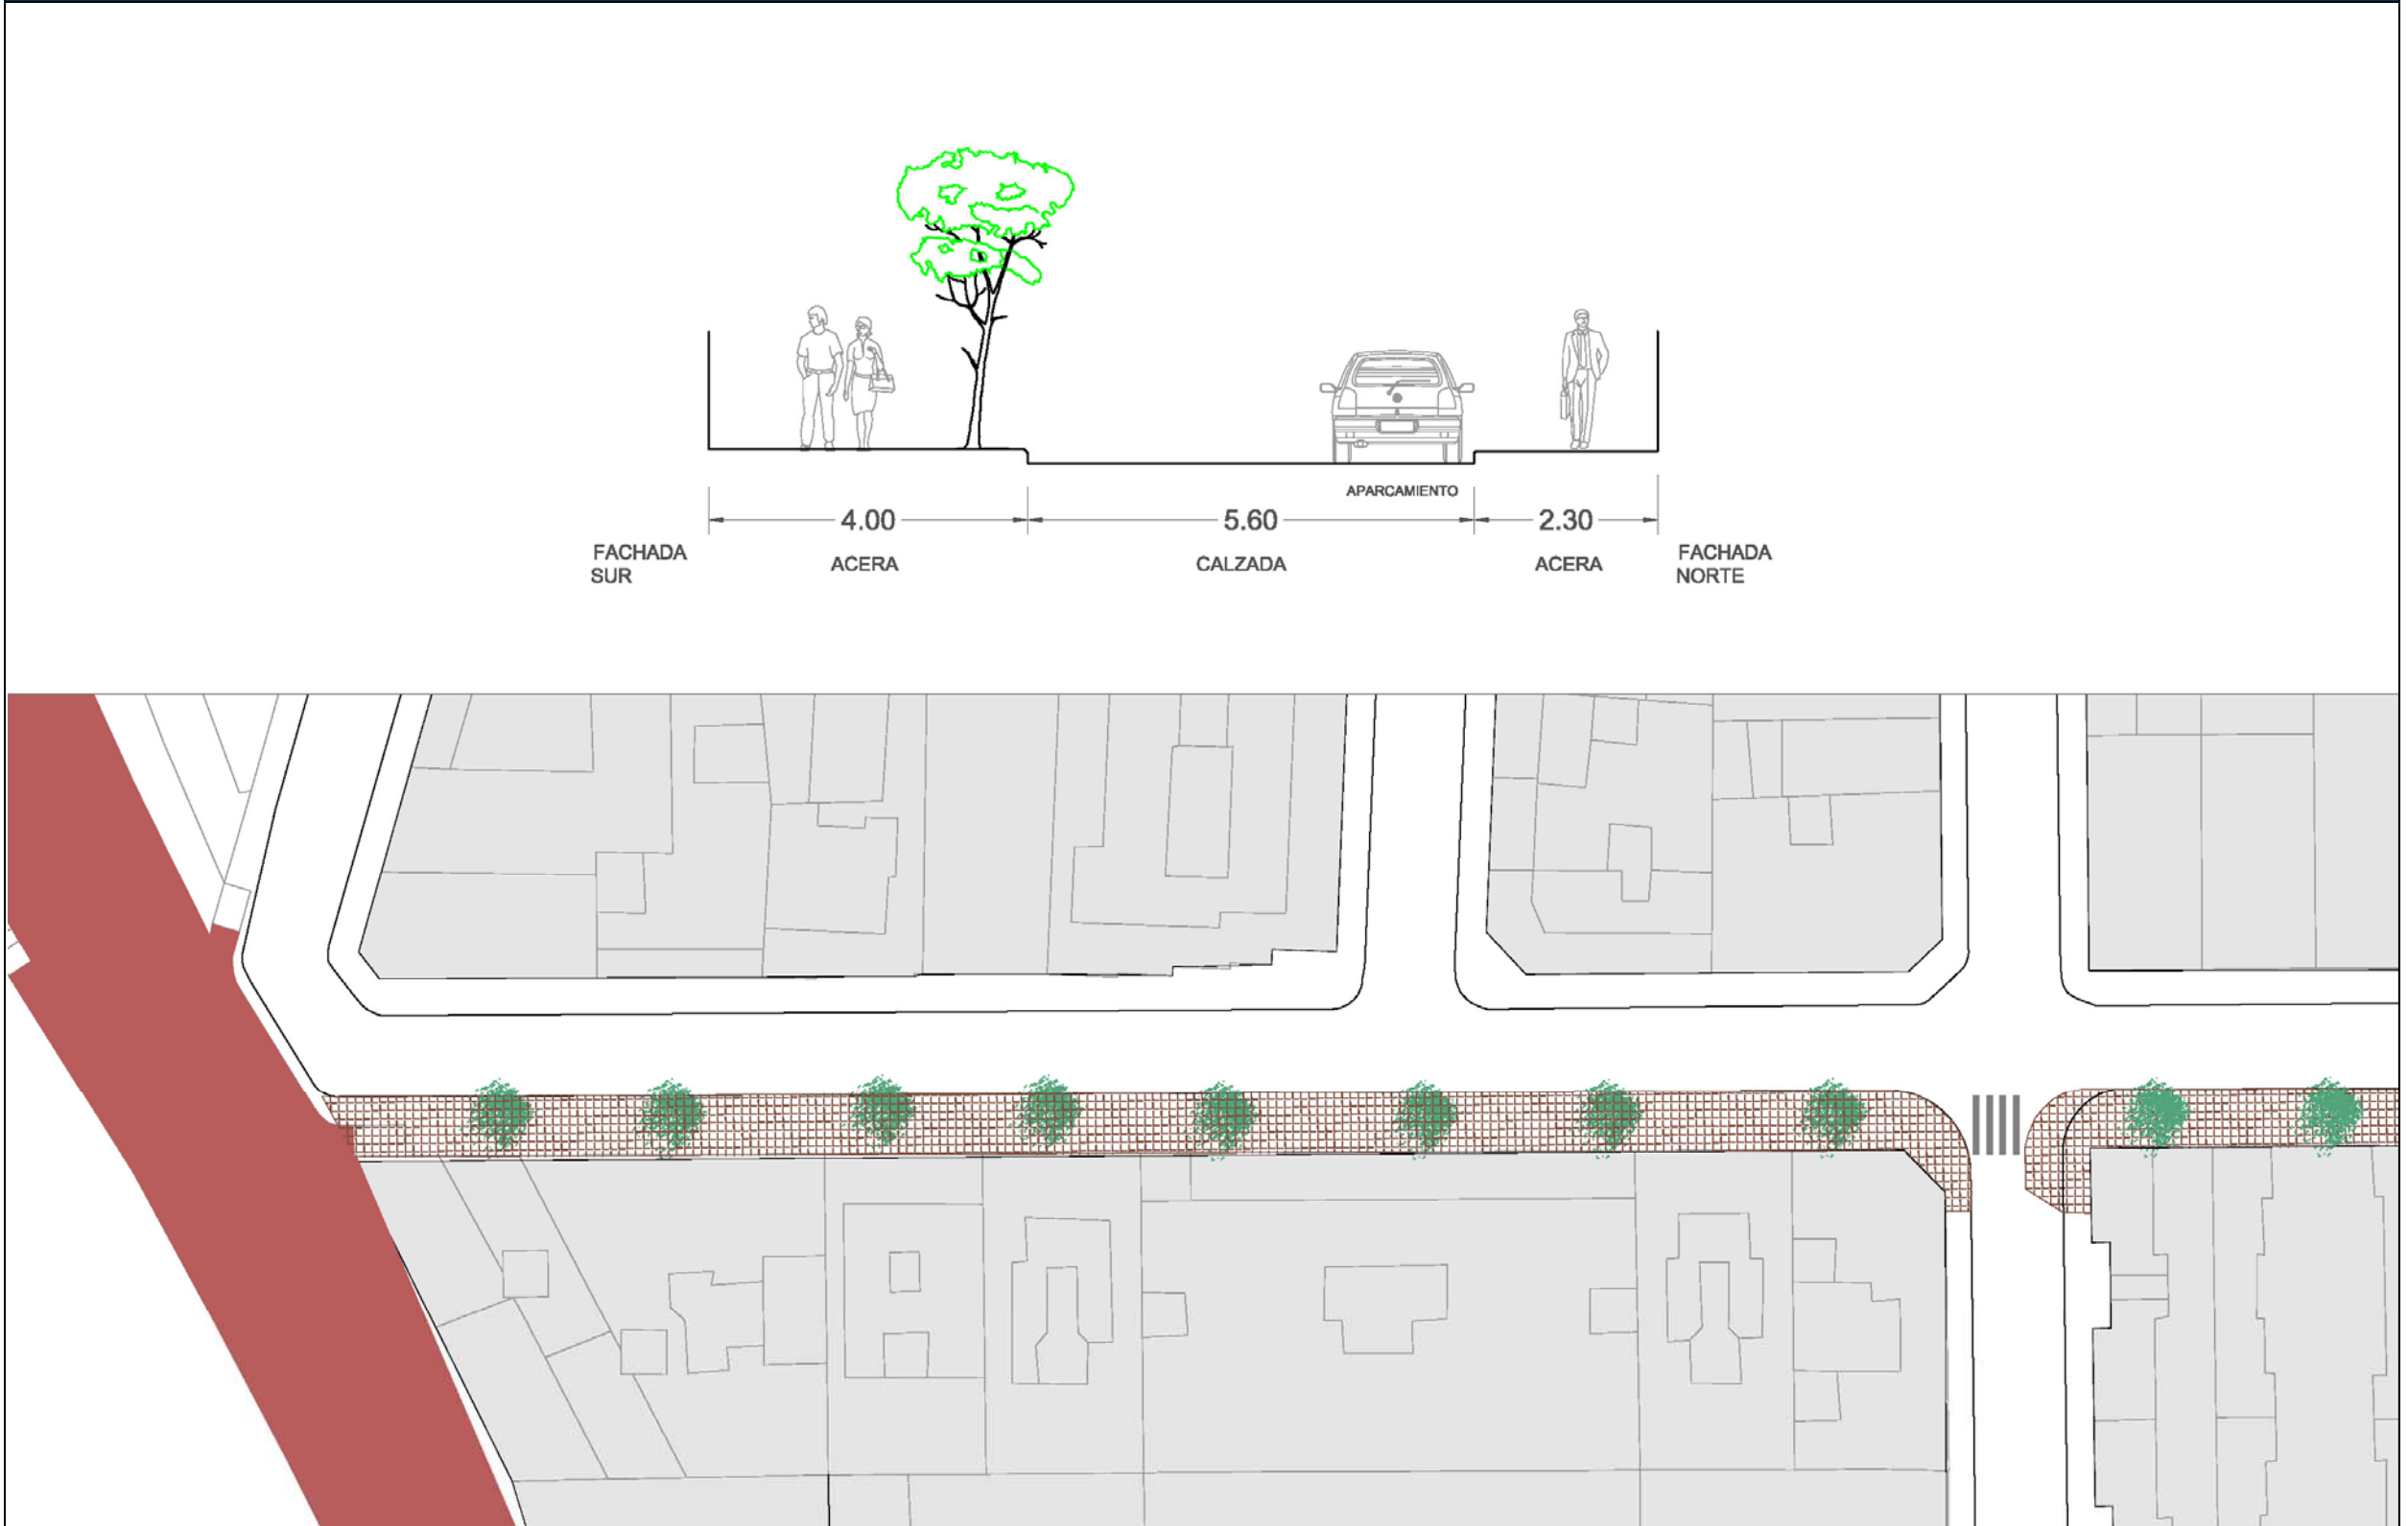 APARCAMIENTO
4.00
5.60
2.30
FACHADA
SUR
ACERA
CALZADA
ACERA
FACHADA
NORTE